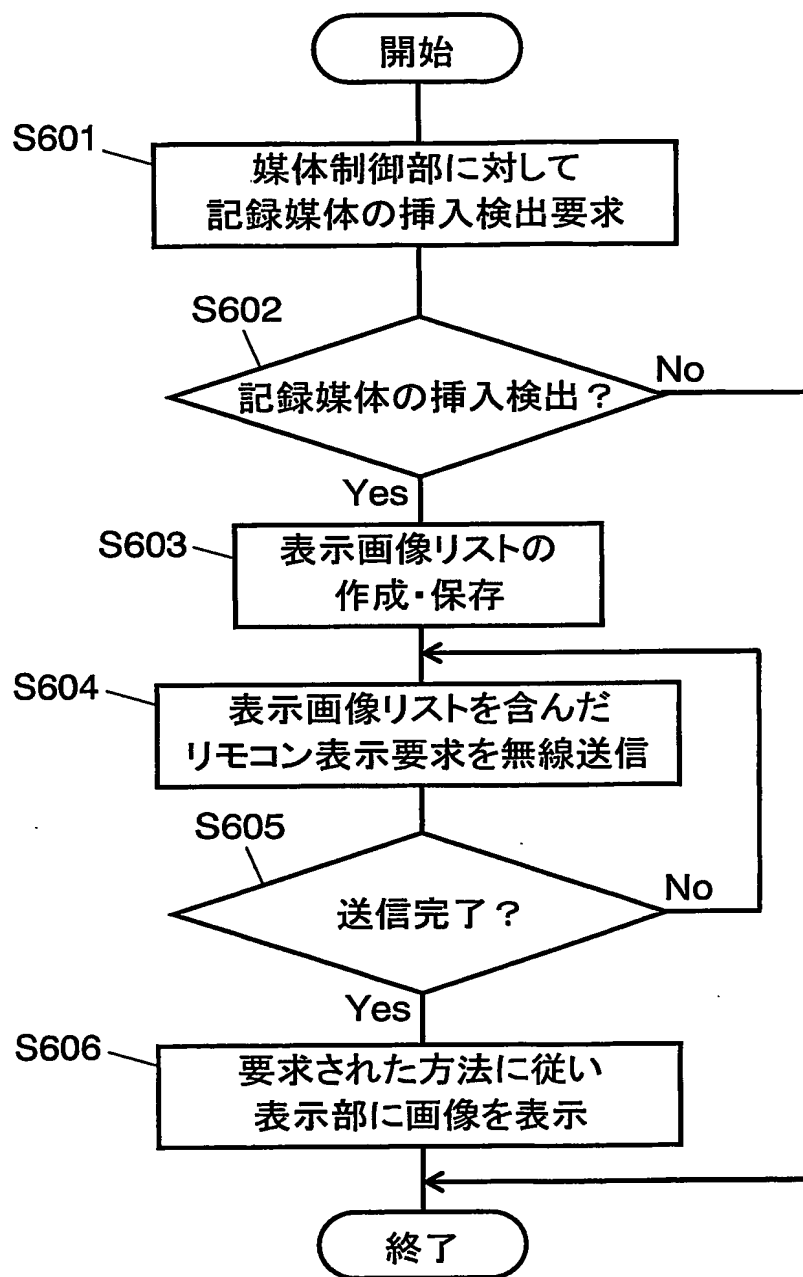 開始
S601
媒体制御部に対して
記録媒体の挿入検出要求
S602
記録媒体の挿入検出？
No
Yes
S603
表示画像リストの
作成・保存
S604
表示画像リストを含んだ
リモコン表示要求を無線送信
S605
送信完了？
No
Yes
S606
要求された方法に従い
表示部に画像を表示
終了